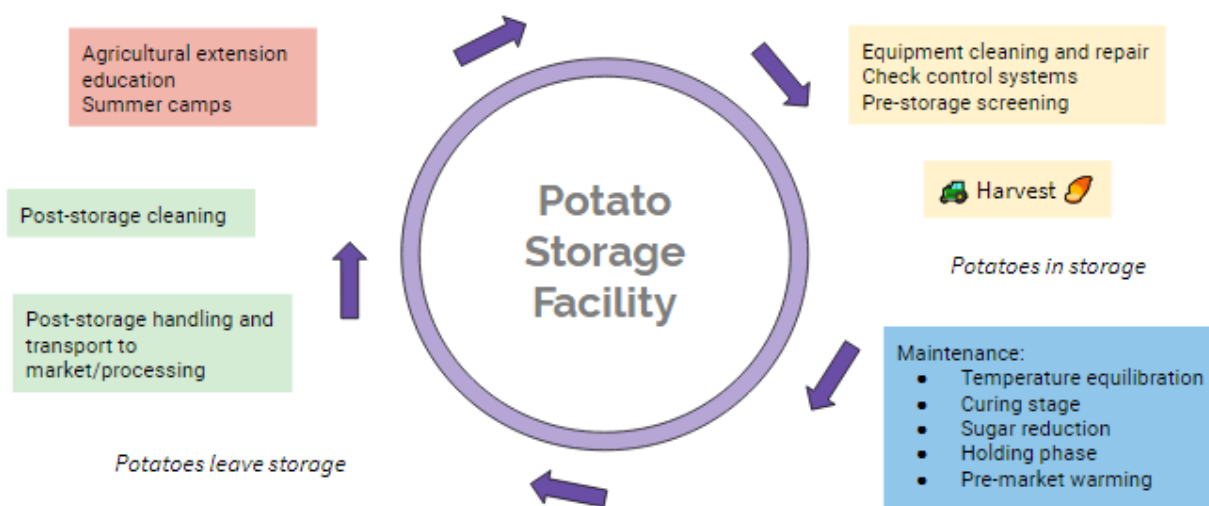 Agricultural extension
education
Summer camps
Equipment cleaning and repair
Check control systems
Pre-storage screening
Harvest
Potatoes in storage
Potato
Storage
Facility
Maintenance:
● Temperature equilibration
● Curing stage
● Sugar reduction
● Holding phase
● Pre-market warming
Potatoes leave storage
Post-storage handling and
transport to
market/processing
Post-storage cleaning